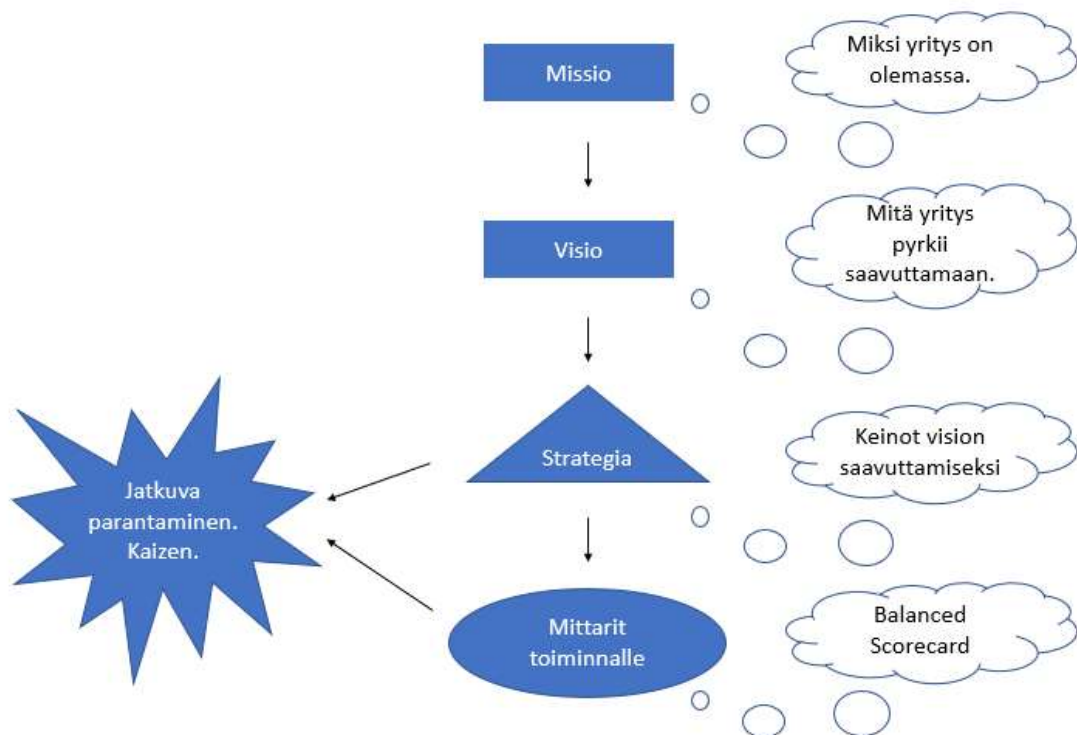 Missio
Miksi yritys on
olemassa.
Visio
Mitä yritys
pyrkii
saavuttamaan.
Strategia
Keinot vision
saavuttamiseksi
Jatkuva
parantaminen.
Kaizen.
Mittarit
toiminnalle
Balanced
Scorecard